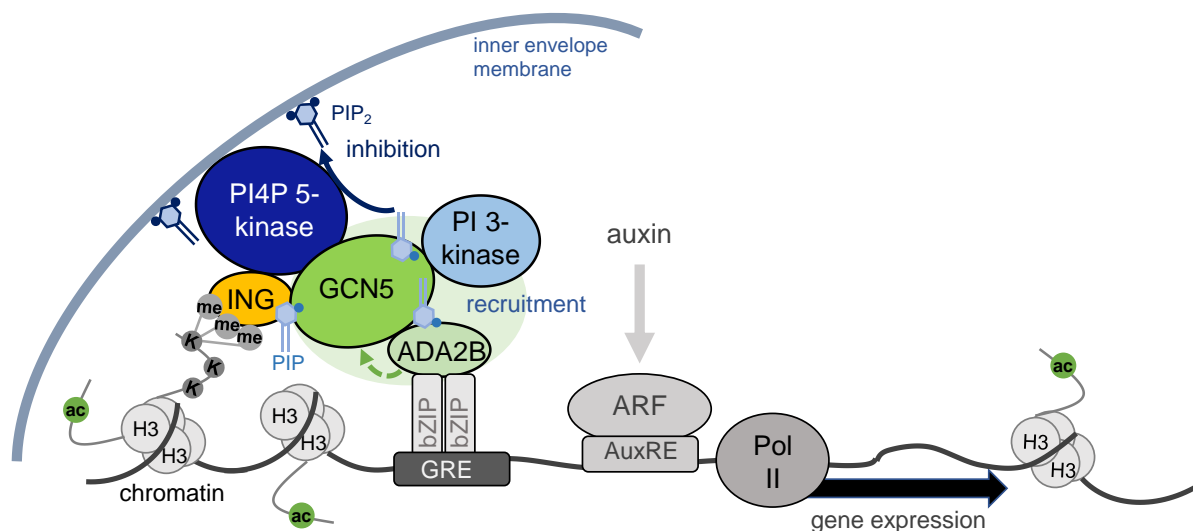 inner envelope
membrane
PIP₂
inhibition
PI4P 5-
kinase
PI 3-
kinase
auxin
GCN5
ING
recruitment
me
me
me
K
K
K
PIP
ADA2B
bZIP
bZIP
GRE
ARF
AuxRE
Pol
II
ac
H3
H3
H3
H3
ac
ac
H3
H3
chromatin
gene expression